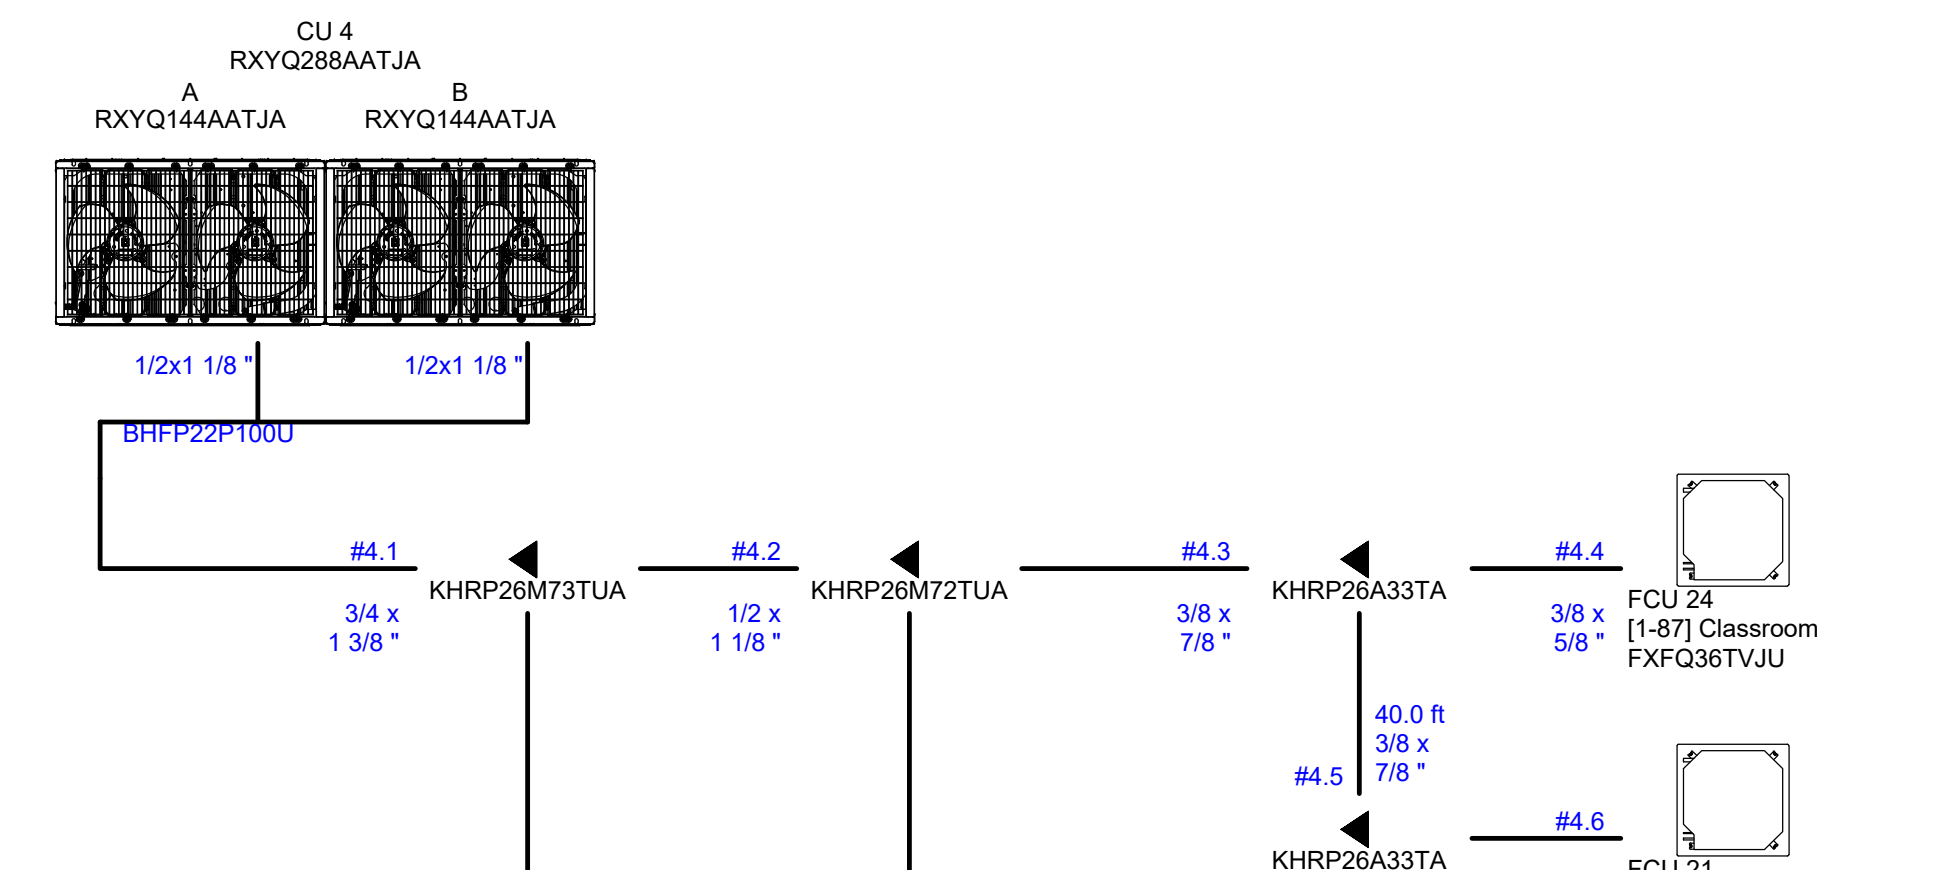 CU 4
RXYQ288AATJA
A
RXYQ144AATJA
B
RXYQ144AATJA
1/2x1 1/8 "
1/2x1 1/8 "
BHFP22P100U
#4.1
KHRP26M73TUA
3/4 x
1 3/8 "
#4.2
KHRP26M72TUA
1/2 x
1 1/8 "
#4.3
KHRP26A33TA
3/8 x
7/8 "
#4.4
3/8 x
5/8 "
FCU 24
[1-87] Classroom
FXFQ36TVJU
40.0 ft
3/8 x
7/8 "
#4.5
KHRP26A33TA
#4.6
FCU 21